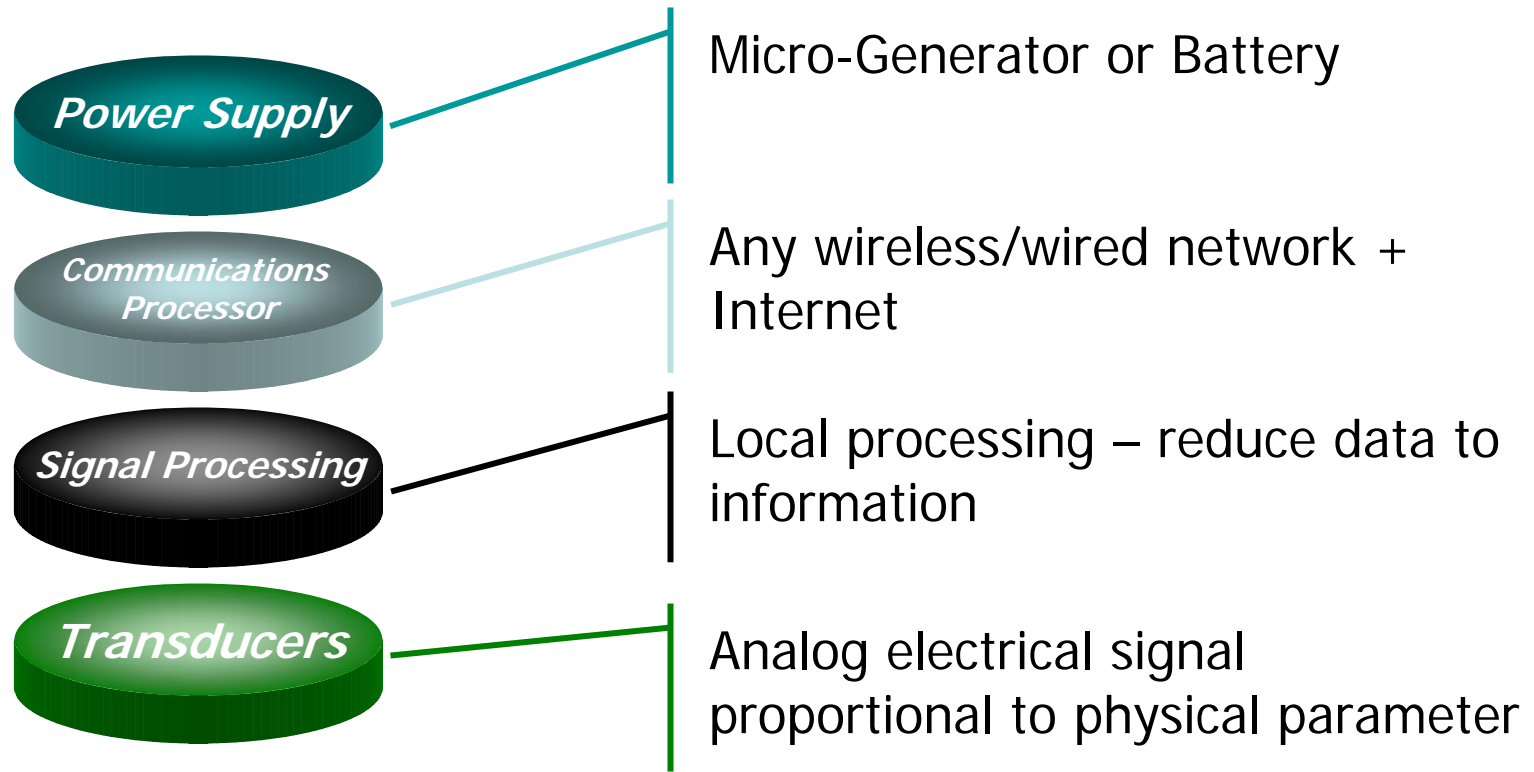 Power Supply
Micro-Generator or Battery
Communications
Processor
Any wireless/wired network +
Internet
Signal Processing
Local processing – reduce data to
information
Transducers
Analog electrical signal
proportional to physical parameter